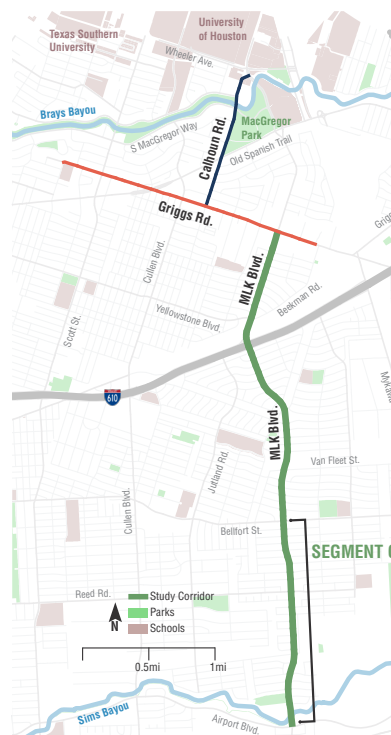 University
of Houston
Texas Southern
University
Wheeler Ave.
Brays Bayou
S MacGregor Way
MacGregor
Park
Calhoun Rd.
Old Spanish Trail
Griggs Rd.
Cullen Blvd.
MLK Blvd.
Beekman Rd.
Scott St.
Yellowstone Blvd.
INTERSTATE
610
MLK Blvd.
Van Fleet St.
Jutland Rd.
Cullen Blvd.
Bellfort St.
SEGMENT
Reed Rd.
Study Corridor
Parks
Schools
N
0.5mi 1mi
Sims Bayou
Airport Blvd.